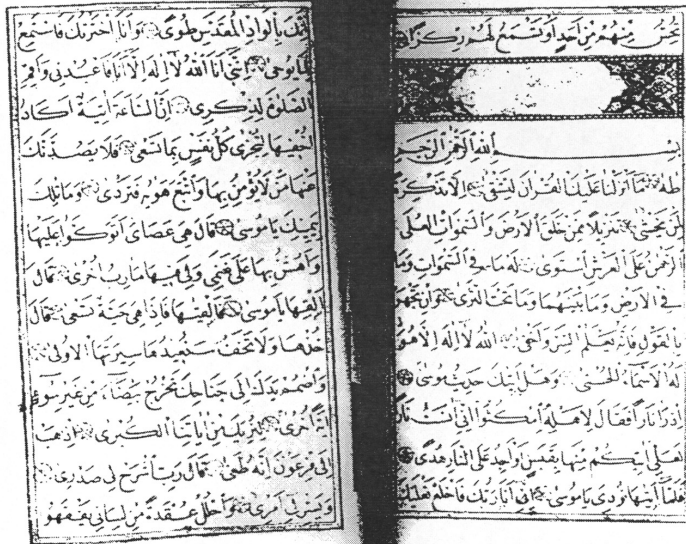 تحس منهم من احد او تسمع لهم ركزا
بسم الله الرحمن الرحيم
طه ما انزلنا عليك القران لتشقى الا تذكرة
لمن يخشى تنزيلا ممن خلق الارض والسموات العلى
الرحمن على العرش استوى له ما في السموات وما
في الارض وما بينهما وما تحت الثرى وان تجهر
بالقول فانه يعلم السر واخفى الله لا اله الا هو
له الاسماء الحسنى وهل اتيك حديث موسى
اذ رءا نارا فقال لاهله امكثوا اني انست نارا
لعلي اتيكم منها بقبس او اجد على النار هدى
فلما اتيها نودي ياموسى اني انا ربك فاخلع نعليك
انك بالواد المقدس طوى وانا اخترتك فاستمع
لما يوحى انني انا الله لا اله الا انا فاعبدني واقم
الصلوة لذكرى ان الساعة اتية اكاد
اخفيها لتجزى كل نفس بما تسعى فلا يصدنك
عنها من لا يؤمن بها واتبع هويه فتردى وما تلك
بيمينك ياموسى قال هي عصاي اتوكؤا عليها
واهش بها على غنمي ولي فيها مارب اخرى قال
القها ياموسى فالقيها فاذا هي حية تسعى قال
خذها ولا تخف سنعيدها سيرتها الاولى
واضمم يدك الى جناحك تخرج بيضاء من غير سوء
اية اخرى لنريك من اياتنا الكبرى اذهب
الى فرعون انه طغى قال رب اشرح لي صدرى
ويسر لي امرى واحلل عقدة من لساني يفقهوا